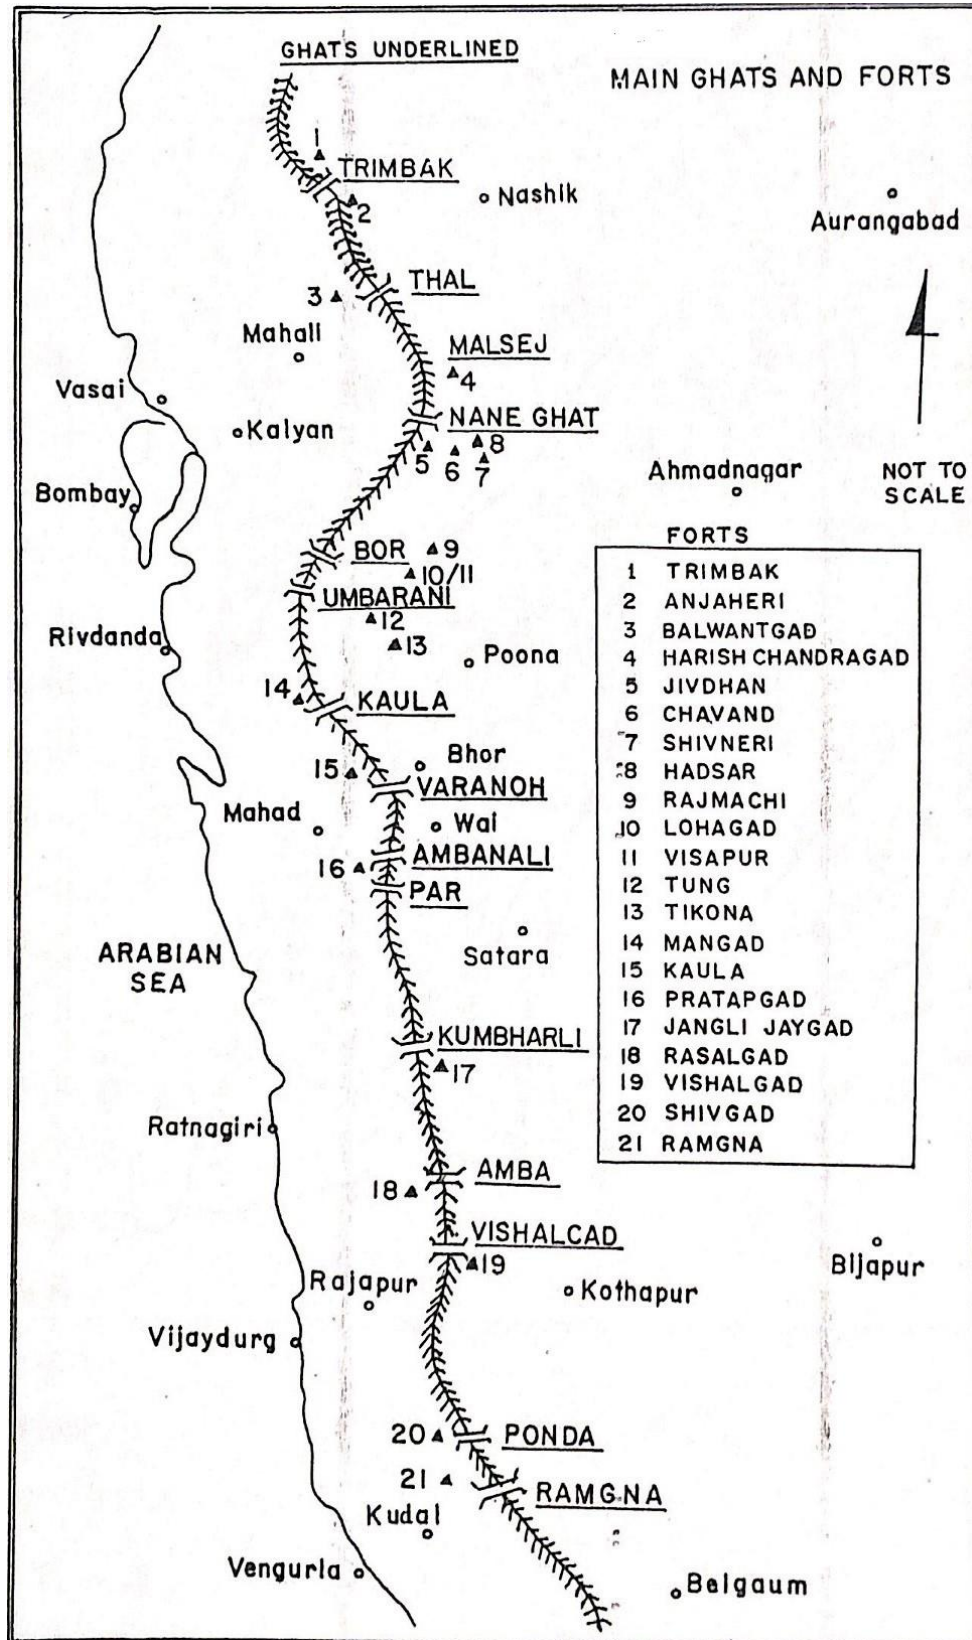 GHATS UNDERLINED
MAIN GHATS AND FORTS
1
TRIMBAK
2
Nashik
Aurangabad
THAL
3
Mahall
MALSEJ
4
Vasai
NANE GHAT
Kalyan
8
5
6
7
Ahmadnagar
NOT TO
SCALE
Bombay
BOR
9
10/11
UMBARANI
12
13
Rivdanda
Poona
14
KAULA
Bhor
15
VARANOH
Mahad
Wai
AMBANALI
16
PAR
Satara
ARABIAN
SEA
KUMBHARLI
17
Ratnagiri
AMBA
18
VISHALCAD
19
Bljapur
Rajapur
Kothapur
Vijaydurg
20
PONDA
21
RAMGNA
Kudal
Vengurla
Belgaum
FORTS
1 TRIMBAK
2 ANJAHERI
3 BALWANTGAD
4 HARISH CHANDRAGAD
5 JIVDHAN
6 CHAVAND
7 SHIVNERI
8 HADSAR
9 RAJMACHI
10 LOHAGAD
11 VISAPUR
12 TUNG
13 TIKONA
14 MANGAD
15 KAULA
16 PRATAPGAD
17 JANGLI JAYGAD
18 RASALGAD
19 VISHALGAD
20 SHIVGAD
21 RAMGNA